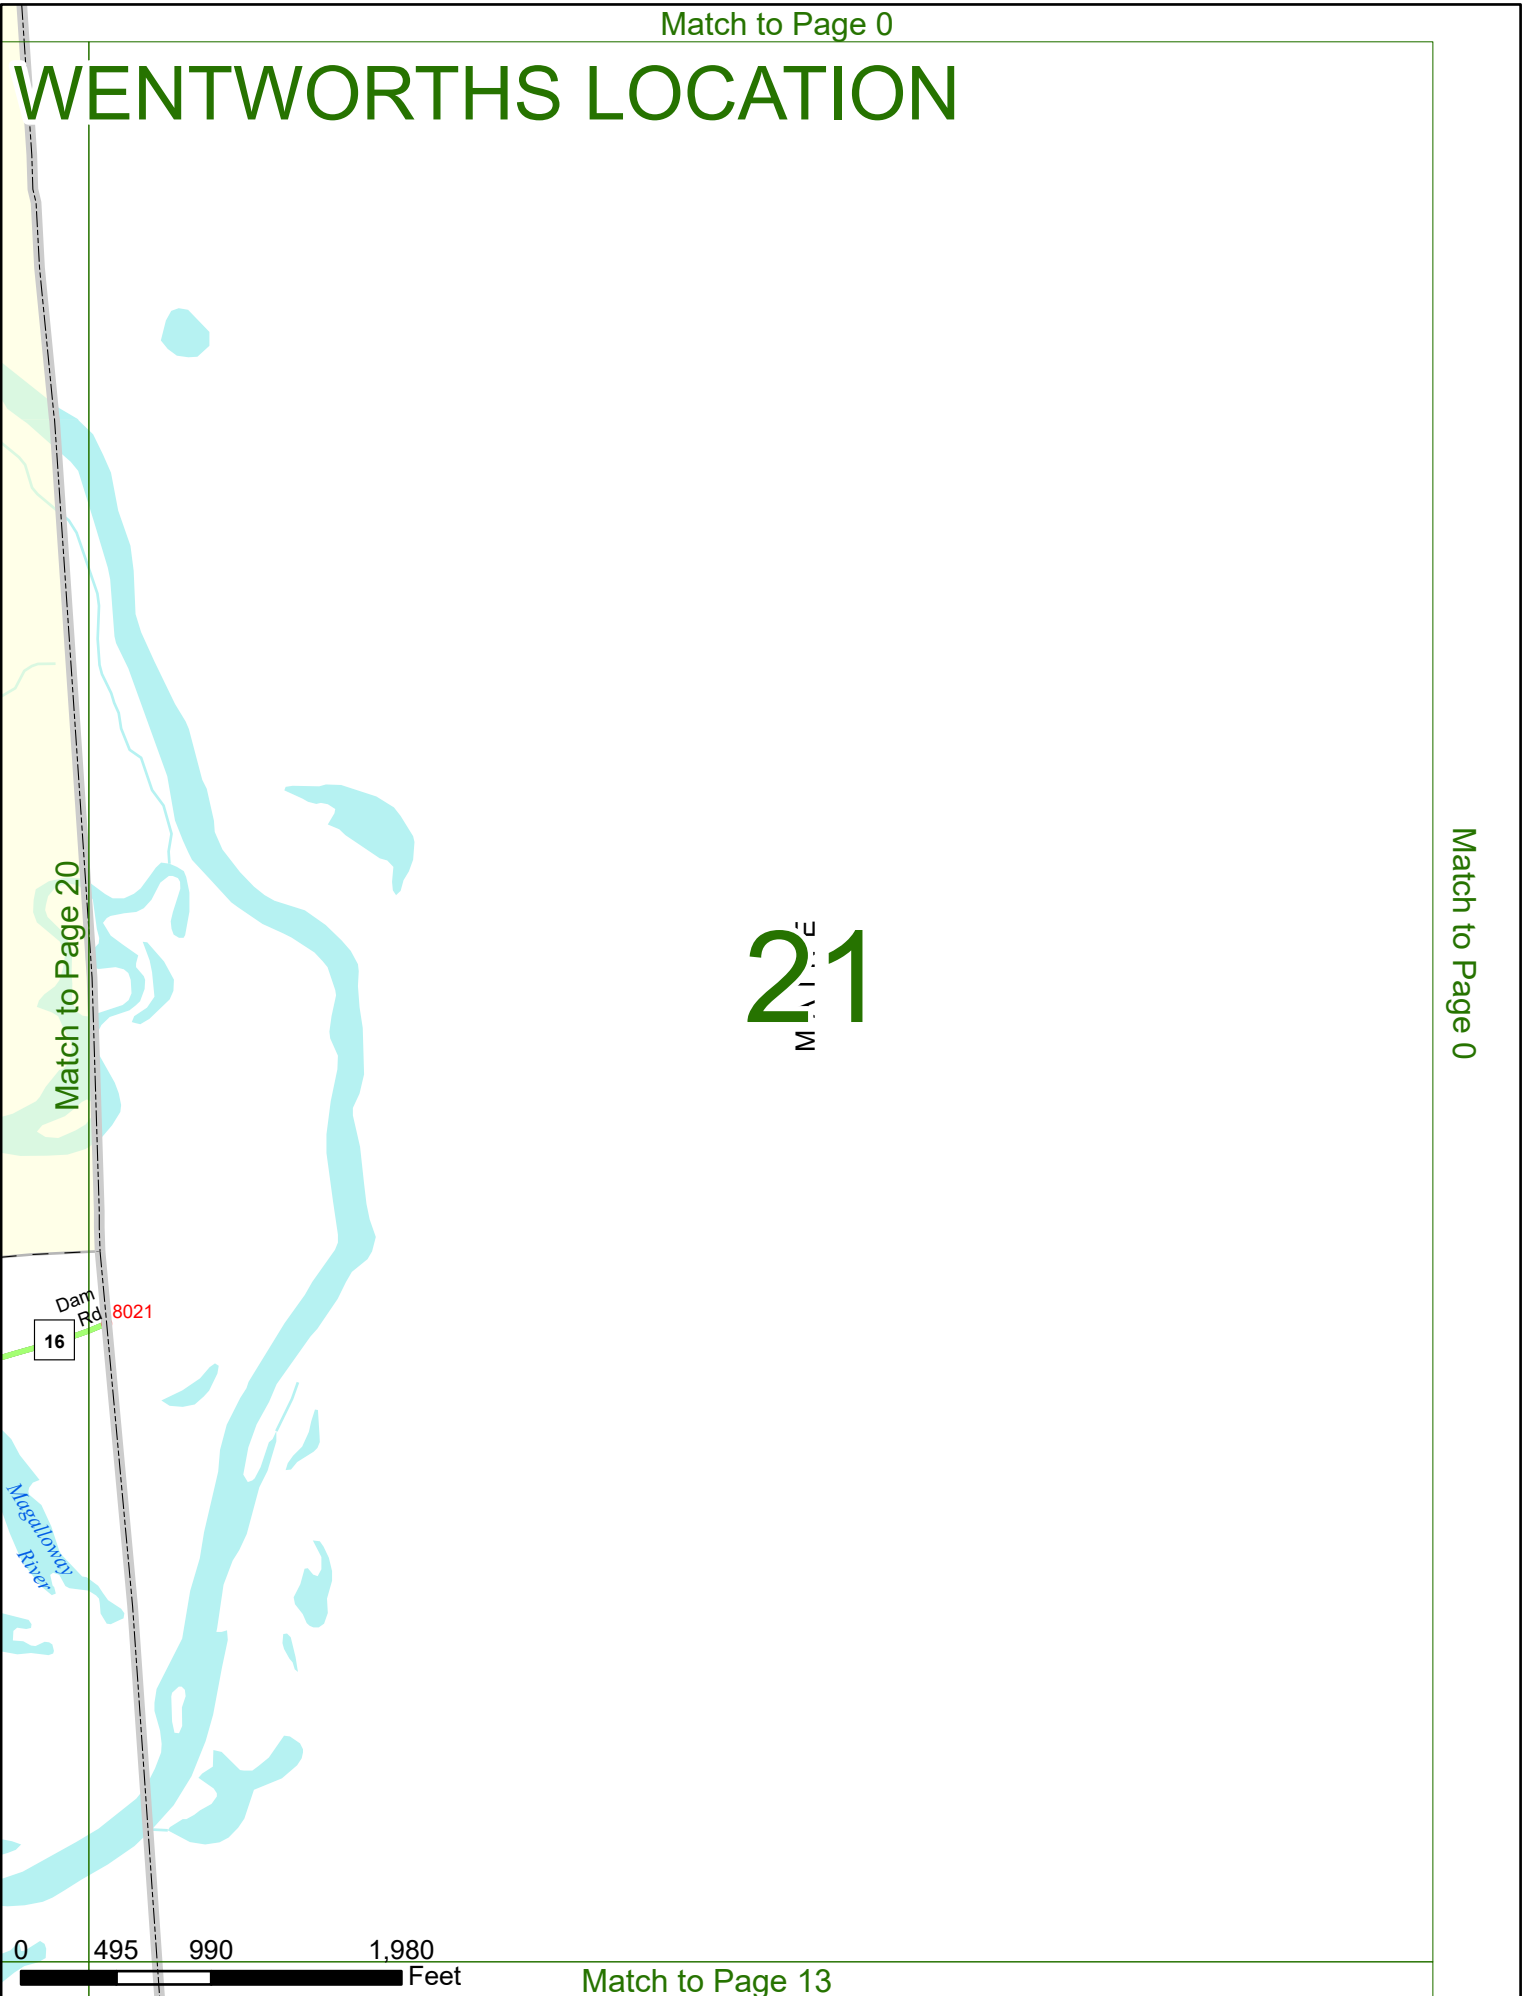 Match to Page 0
WENTWORTHS LOCATION
Match to Page 20
21
MAINE
Match to Page 0
Dam
Rd
8021
16
Magalloway
River
0 495 990 1,980
Feet
Match to Page 13